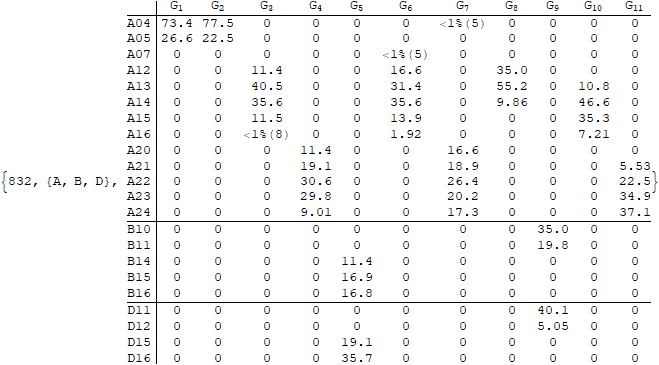 G1 G2 G3 G4 G5 G6 G7 G8 G9 G10 G11
A04 73.4 77.5 0 0 0 0 <1%(5) 0 0 0 0
A05 26.6 22.5 0 0 0 0 0 0 0 0 0
A07 0 0 0 0 0 <1%(5) 0 0 0 0 0
A12 0 0 11.4 0 0 16.6 0 35.0 0 0 0
A13 0 0 40.5 0 0 31.4 0 55.2 0 10.8 0
A14 0 0 35.6 0 0 35.6 0 9.86 0 46.6 0
A15 0 0 11.5 0 0 13.9 0 0 0 35.3 0
A16 0 0 <1%(8) 0 0 1.92 0 0 0 7.21 0
A20 0 0 0 11.4 0 0 16.6 0 0 0 0
A21 0 0 0 19.1 0 0 18.9 0 0 0 5.53
{832, {A, B, D}, A22 0 0 0 30.6 0 0 26.4 0 0 0 22.5}
A23 0 0 0 29.8 0 0 20.2 0 0 0 34.9
A24 0 0 0 9.01 0 0 17.3 0 0 0 37.1
B10 0 0 0 0 0 0 0 0 35.0 0 0
B11 0 0 0 0 0 0 0 0 19.8 0 0
B14 0 0 0 0 11.4 0 0 0 0 0 0
B15 0 0 0 0 16.9 0 0 0 0 0 0
B16 0 0 0 0 16.8 0 0 0 0 0 0
D11 0 0 0 0 0 0 0 0 40.1 0 0
D12 0 0 0 0 0 0 0 0 5.05 0 0
D15 0 0 0 0 19.1 0 0 0 0 0 0
D16 0 0 0 0 35.7 0 0 0 0 0 0